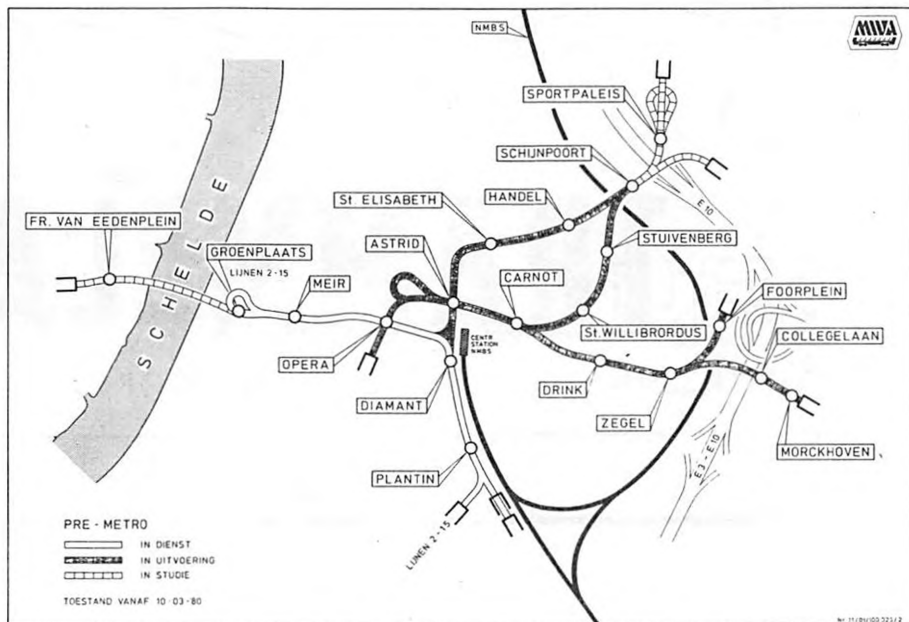 NMBS
MIVA
SPORTPALEIS
SCHIJNPOORT
St. ELISABETH
HANDEL
E 10
SCHELDE
FR. VAN EEDENPLEIN
GROENPLAATS
LIJNEN 2-15
ASTRID
STUIVENBERG
MEIR
CARNOT
FOORPLEIN
St. WILLIBRORDUS
COLLEGELAAN
OPERA
CENTR.
STATION
NMBS
DRINK
DIAMANT
ZEGEL
MORCKHOVEN
E3 - E10
PLANTIN
LIJNEN 2-15
PRE - METRO
IN DIENST
IN UITVOERING
IN STUDIE
TOESTAND VANAF 10-03-80